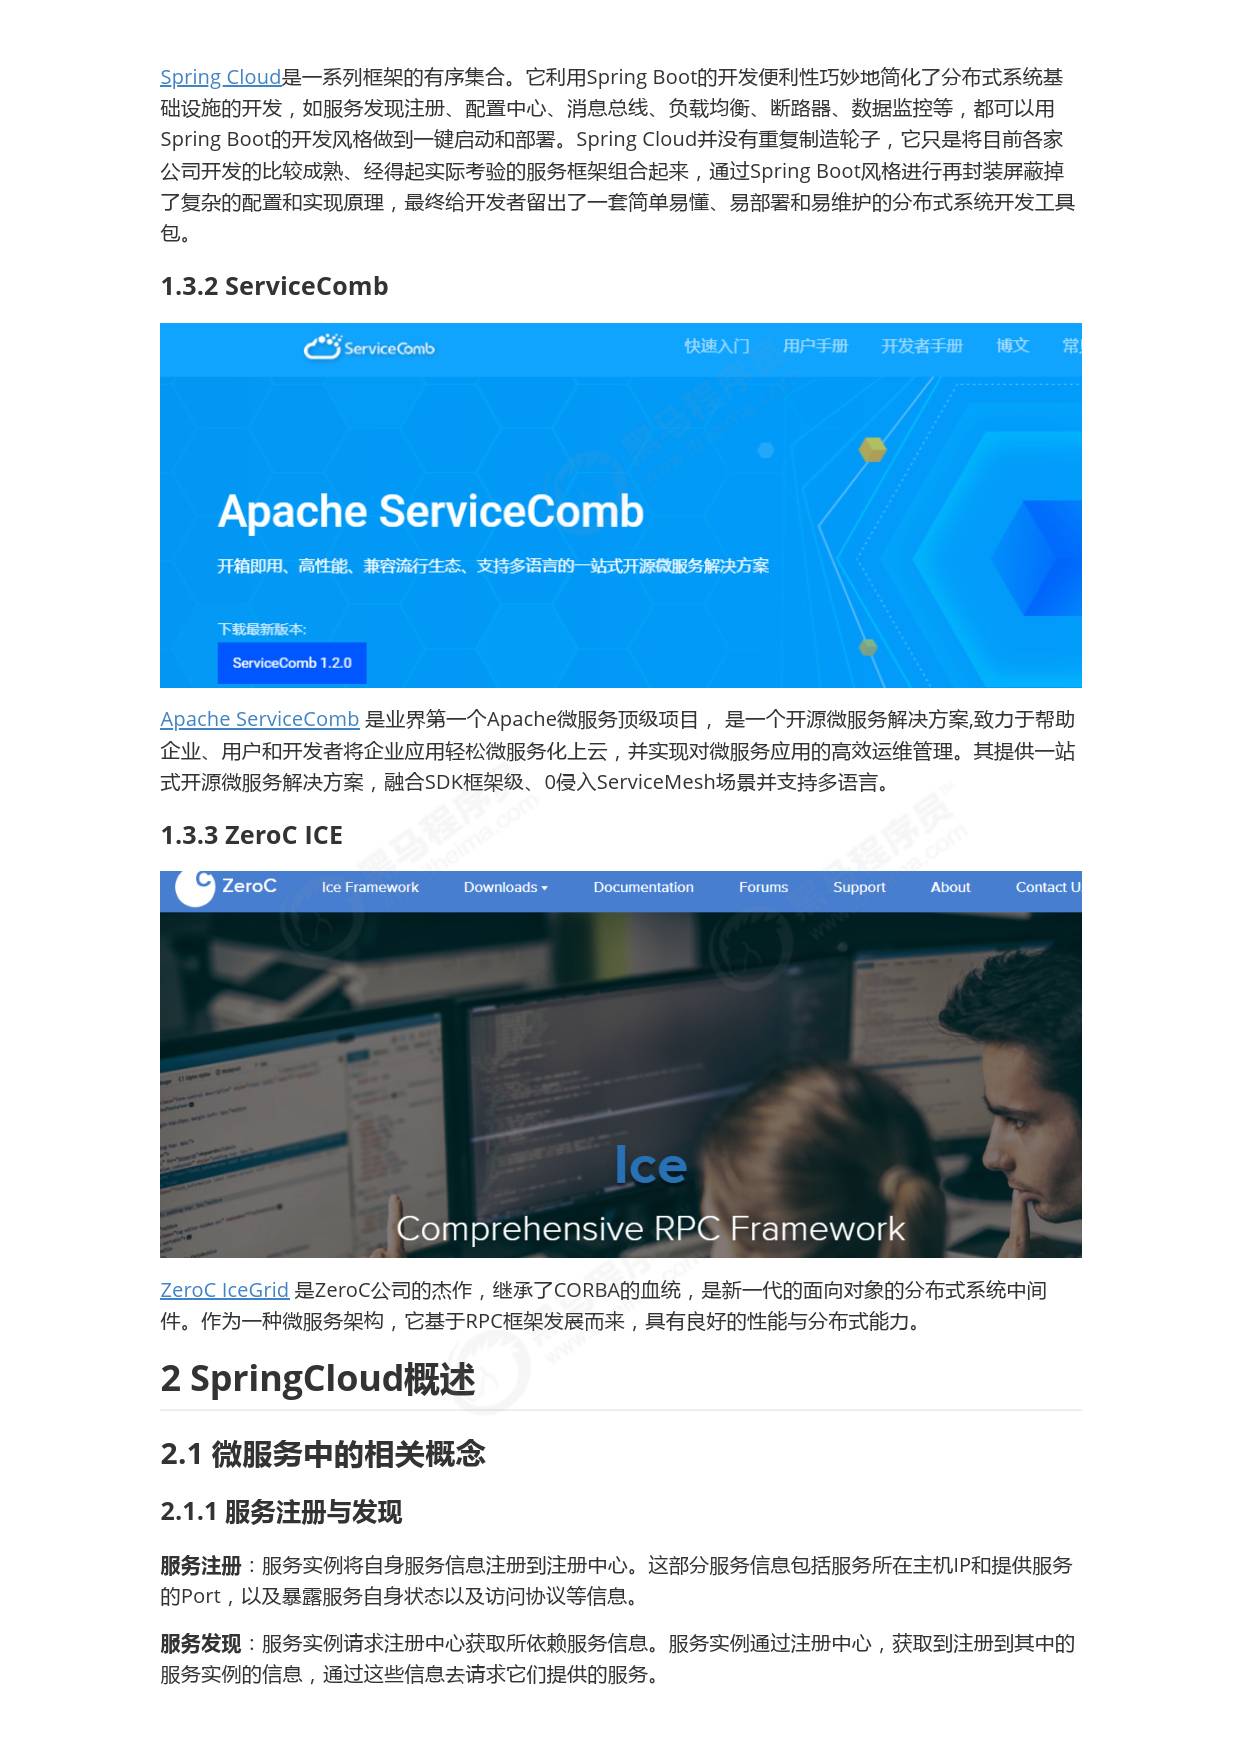 Spring Cloud是一系列框架的有序集合。它利用Spring Boot的开发便利性巧妙地简化了分布式系统基
础设施的开发，如服务发现注册、配置中心、消息总线、负载均衡、断路器、数据监控等，都可以用
Spring Boot的开发风格做到一键启动和部署。Spring Cloud并没有重复制造轮子，它只是将目前各家
公司开发的比较成熟、经得起实际考验的服务框架组合起来，通过Spring Boot风格进行再封装屏蔽掉
了复杂的配置和实现原理，最终给开发者留出了一套简单易懂、易部署和易维护的分布式系统开发工具
包。
1.3.2 ServiceComb
ServiceComb 快速入门 用户手册 开发者手册 博文 常
Apache ServiceComb
开箱即用、高性能、兼容流行生态、支持多语言的一站式开源微服务解决方案
下载最新版本:
ServiceComb 1.2.0
Apache ServiceComb 是业界第一个Apache微服务顶级项目， 是一个开源微服务解决方案,致力于帮助
企业、用户和开发者将企业应用轻松微服务化上云，并实现对微服务应用的高效运维管理。其提供一站
式开源微服务解决方案，融合SDK框架级、0侵入ServiceMesh场景并支持多语言。
1.3.3 ZeroC ICE
ZeroC Ice Framework Downloads Documentation Forums Support About Contact U
Ice
Comprehensive RPC Framework
ZeroC IceGrid 是ZeroC公司的杰作，继承了CORBA的血统，是新一代的面向对象的分布式系统中间
件。作为一种微服务架构，它基于RPC框架发展而来，具有良好的性能与分布式能力。
2 SpringCloud概述
2.1 微服务中的相关概念
2.1.1 服务注册与发现
服务注册：服务实例将自身服务信息注册到注册中心。这部分服务信息包括服务所在主机IP和提供服务
的Port，以及暴露服务自身状态以及访问协议等信息。
服务发现：服务实例请求注册中心获取所依赖服务信息。服务实例通过注册中心，获取到注册到其中的
服务实例的信息，通过这些信息去请求它们提供的服务。